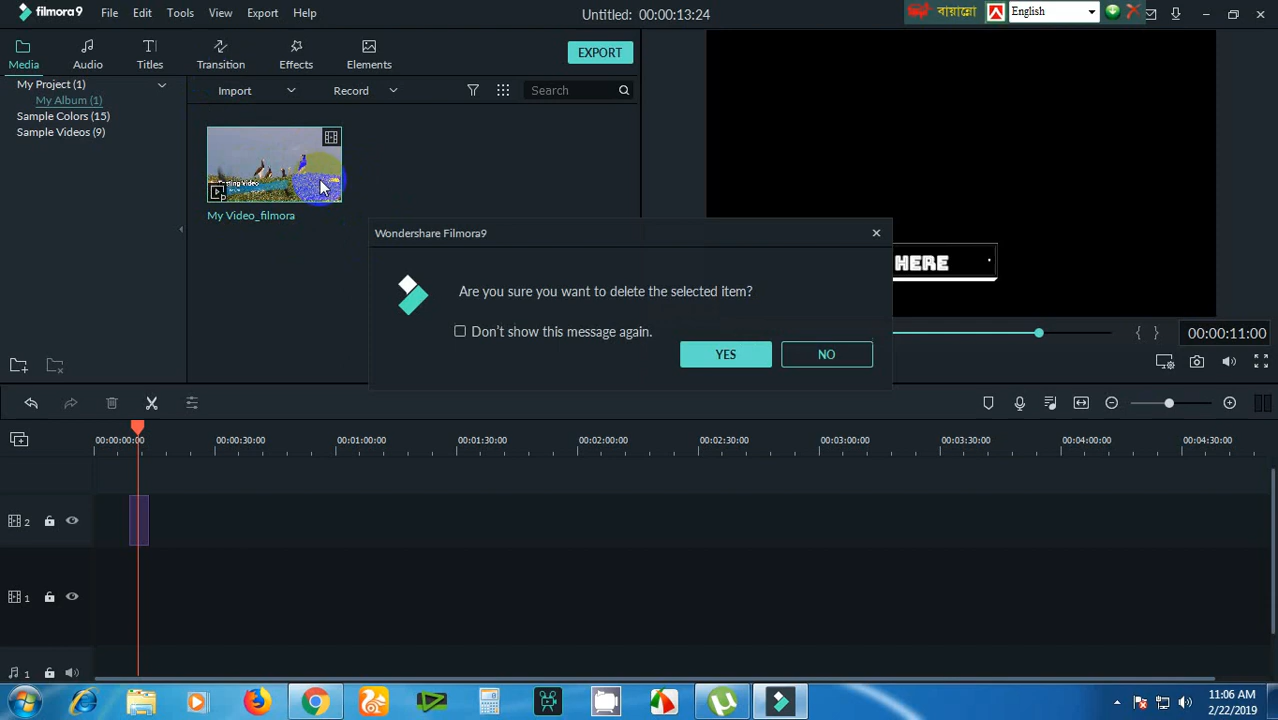 filmora9 File Edit Tools View Export Help Untitled: 00:00:13:24 বায়ান্নো English
Media Audio Titles Transition Effects Elements EXPORT
My Project (1) Import Record Search
My Album (1)
Sample Colors (15)
Sample Videos (9)
My Video_filmora
Wondershare Filmora9
HERE
Are you sure you want to delete the selected item?
Don't show this message again.
YES NO
00:00:11:00
00:00:00:00 00:00:30:00 00:01:00:00 00:01:30:00 00:02:00:00 00:02:30:00 00:03:00:00 00:03:30:00 00:04:00:00 00:04:30:00
2
1
1
11:06 AM
2/22/2019